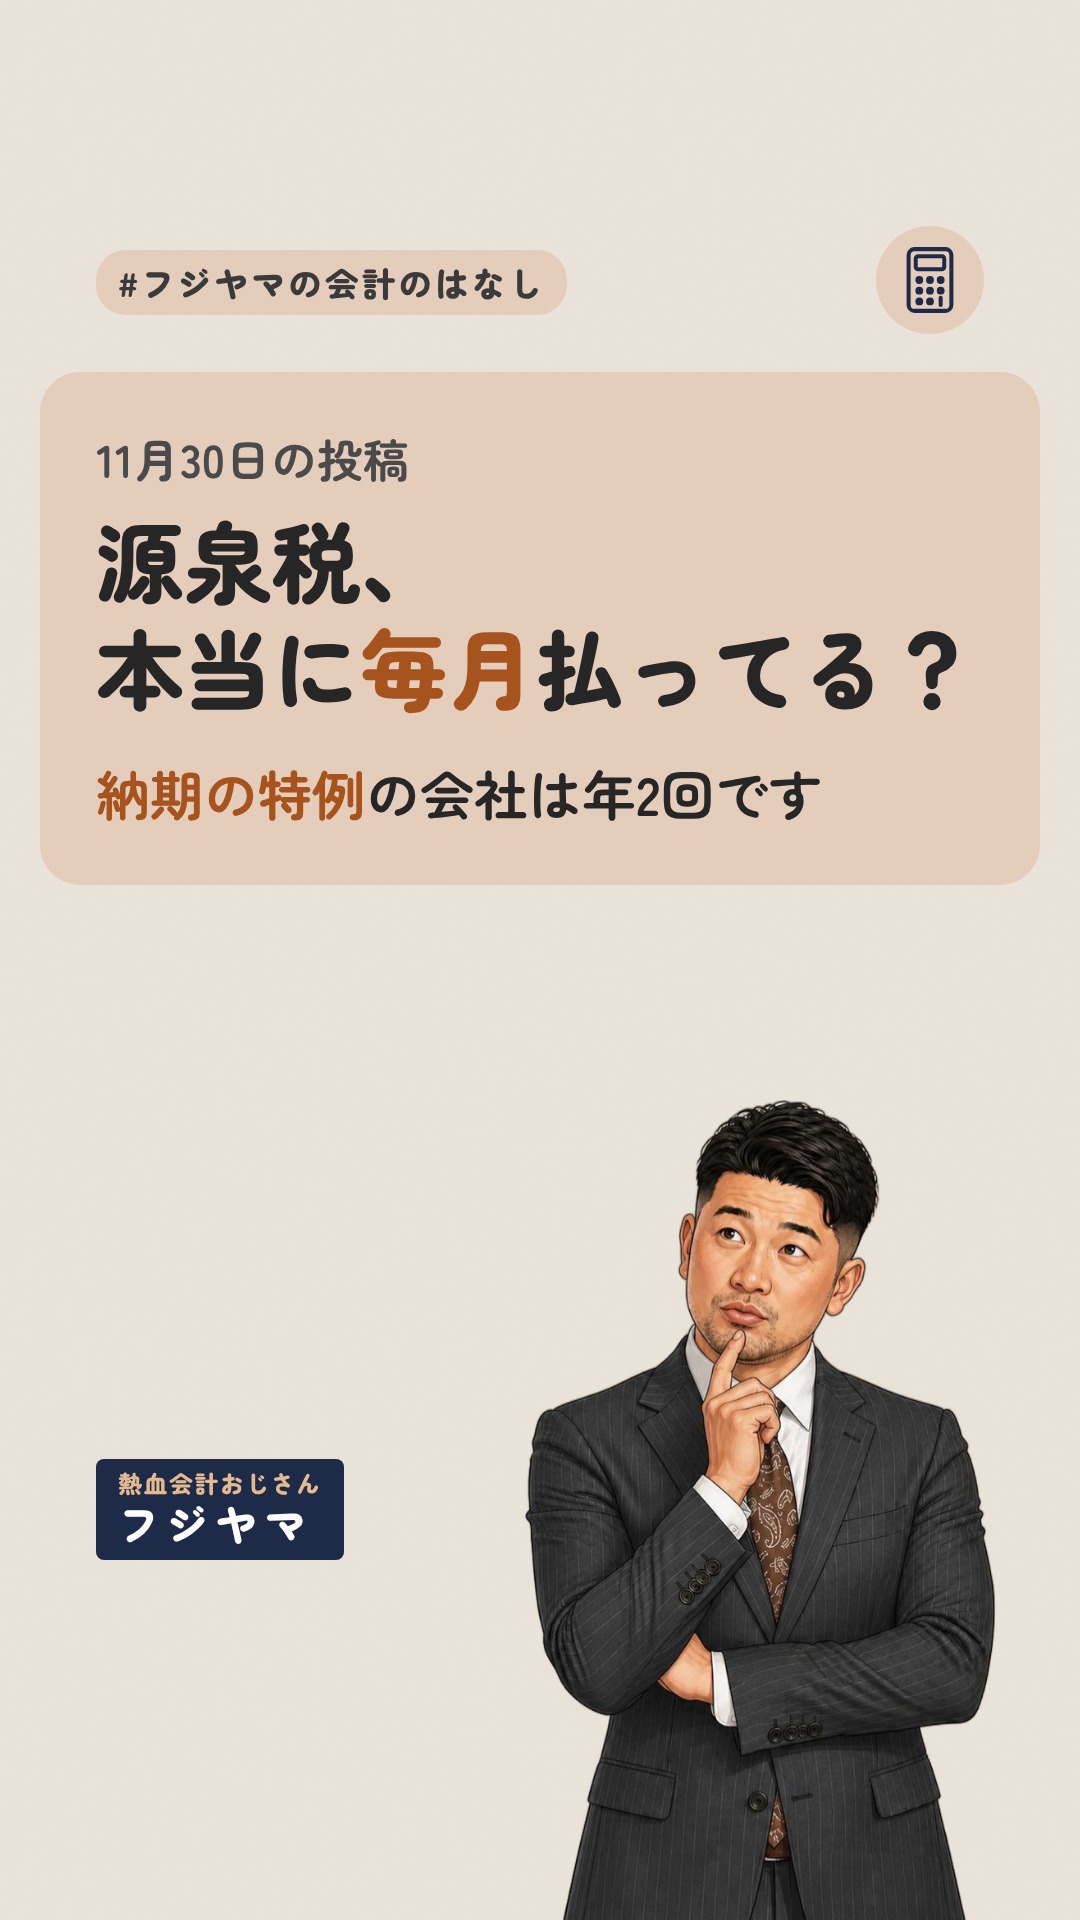 #フジヤマの会計のはなし
11月30日の投稿
源泉税、
本当に毎月払ってる？
納期の特例の会社は年2回です
熱血会計おじさん
フジヤマ